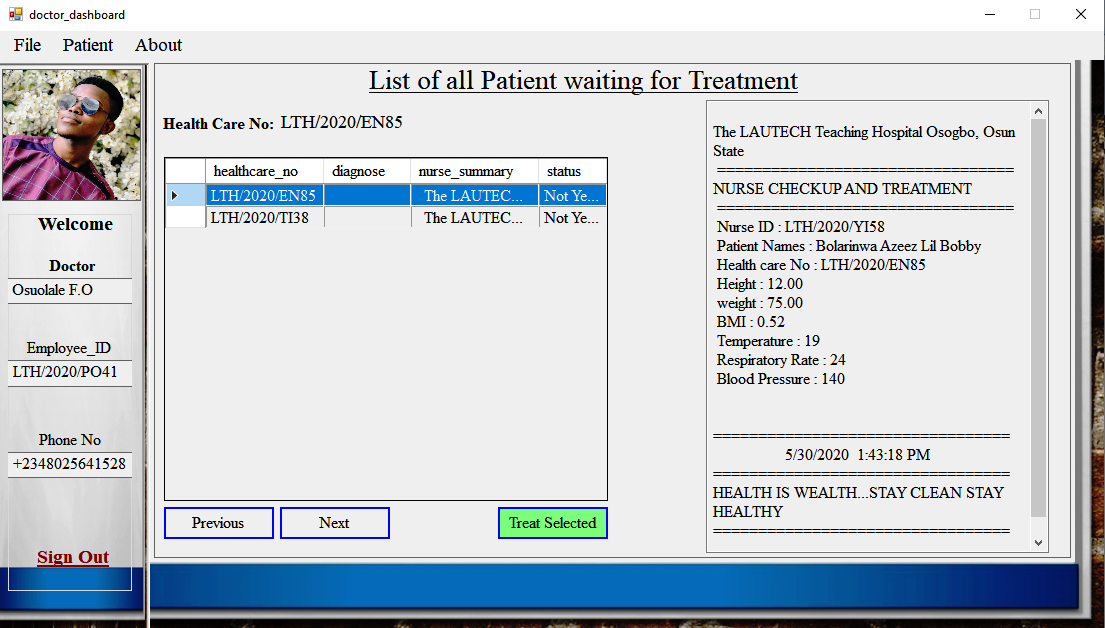 doctor_dashboard
File Patient About
List of all Patient waiting for Treatment
Health Care No: LTH/2020/EN85
healthcare_no diagnose nurse_summary status
LTH/2020/EN85 The LAUTEC... Not Ye...
LTH/2020/TI38 The LAUTEC... Not Ye...
Previous Next Treat Selected
Welcome
Doctor
Osuolale F.O
Employee_ID
LTH/2020/PO41
Phone No
+2348025641528
Sign Out
The LAUTECH Teaching Hospital Osogbo, Osun
State
=================================
NURSE CHECKUP AND TREATMENT
=================================
Nurse ID : LTH/2020/YI58
Patient Names : Bolarinwa Azeez Lil Bobby
Health care No : LTH/2020/EN85
Height : 12.00
weight : 75.00
BMI : 0.52
Temperature : 19
Respiratory Rate : 24
Blood Pressure : 140
=================================
5/30/2020 1:43:18 PM
=================================
HEALTH IS WEALTH...STAY CLEAN STAY
HEALTHY
=================================